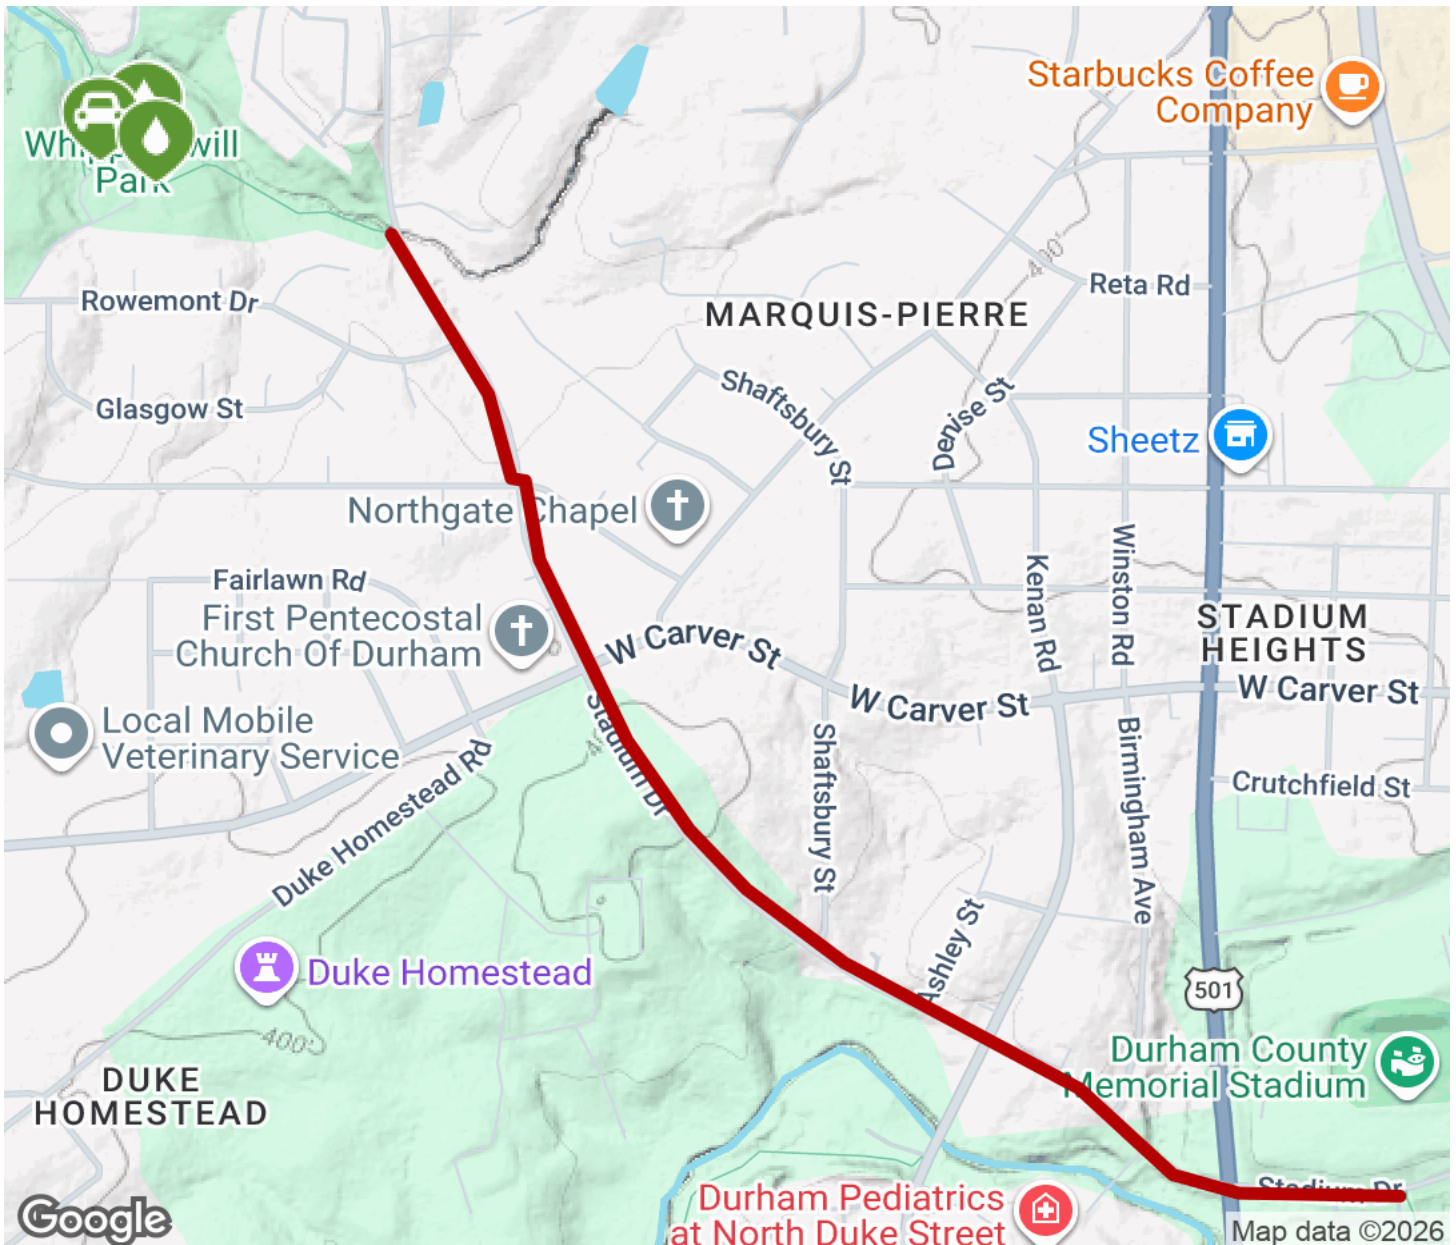 Starbucks Coffee
Company
Park
Rowemont Dr
Reta Rd
MARQUIS-PIERRE
Glasgow St
Shaftsbury St
Denise St
Sheetz
Northgate Chapel
Fairlawn Rd
First Pentecostal
Church Of Durham
W Carver St
Kenan Rd
Winston Rd
STADIUM
HEIGHTS
W Carver St
W Carver St
Local Mobile
Veterinary Service
Stadium Dr
Duke Homestead Rd
Shaftsbury St
Birmingham Ave
Crutchfield St
400'
Duke Homestead
Ashley St
501
400'
Durham County
Memorial Stadium
DUKE
HOMESTEAD
Stadium Dr
Durham Pediatrics
at North Duke Street
Google
Map data ©2026